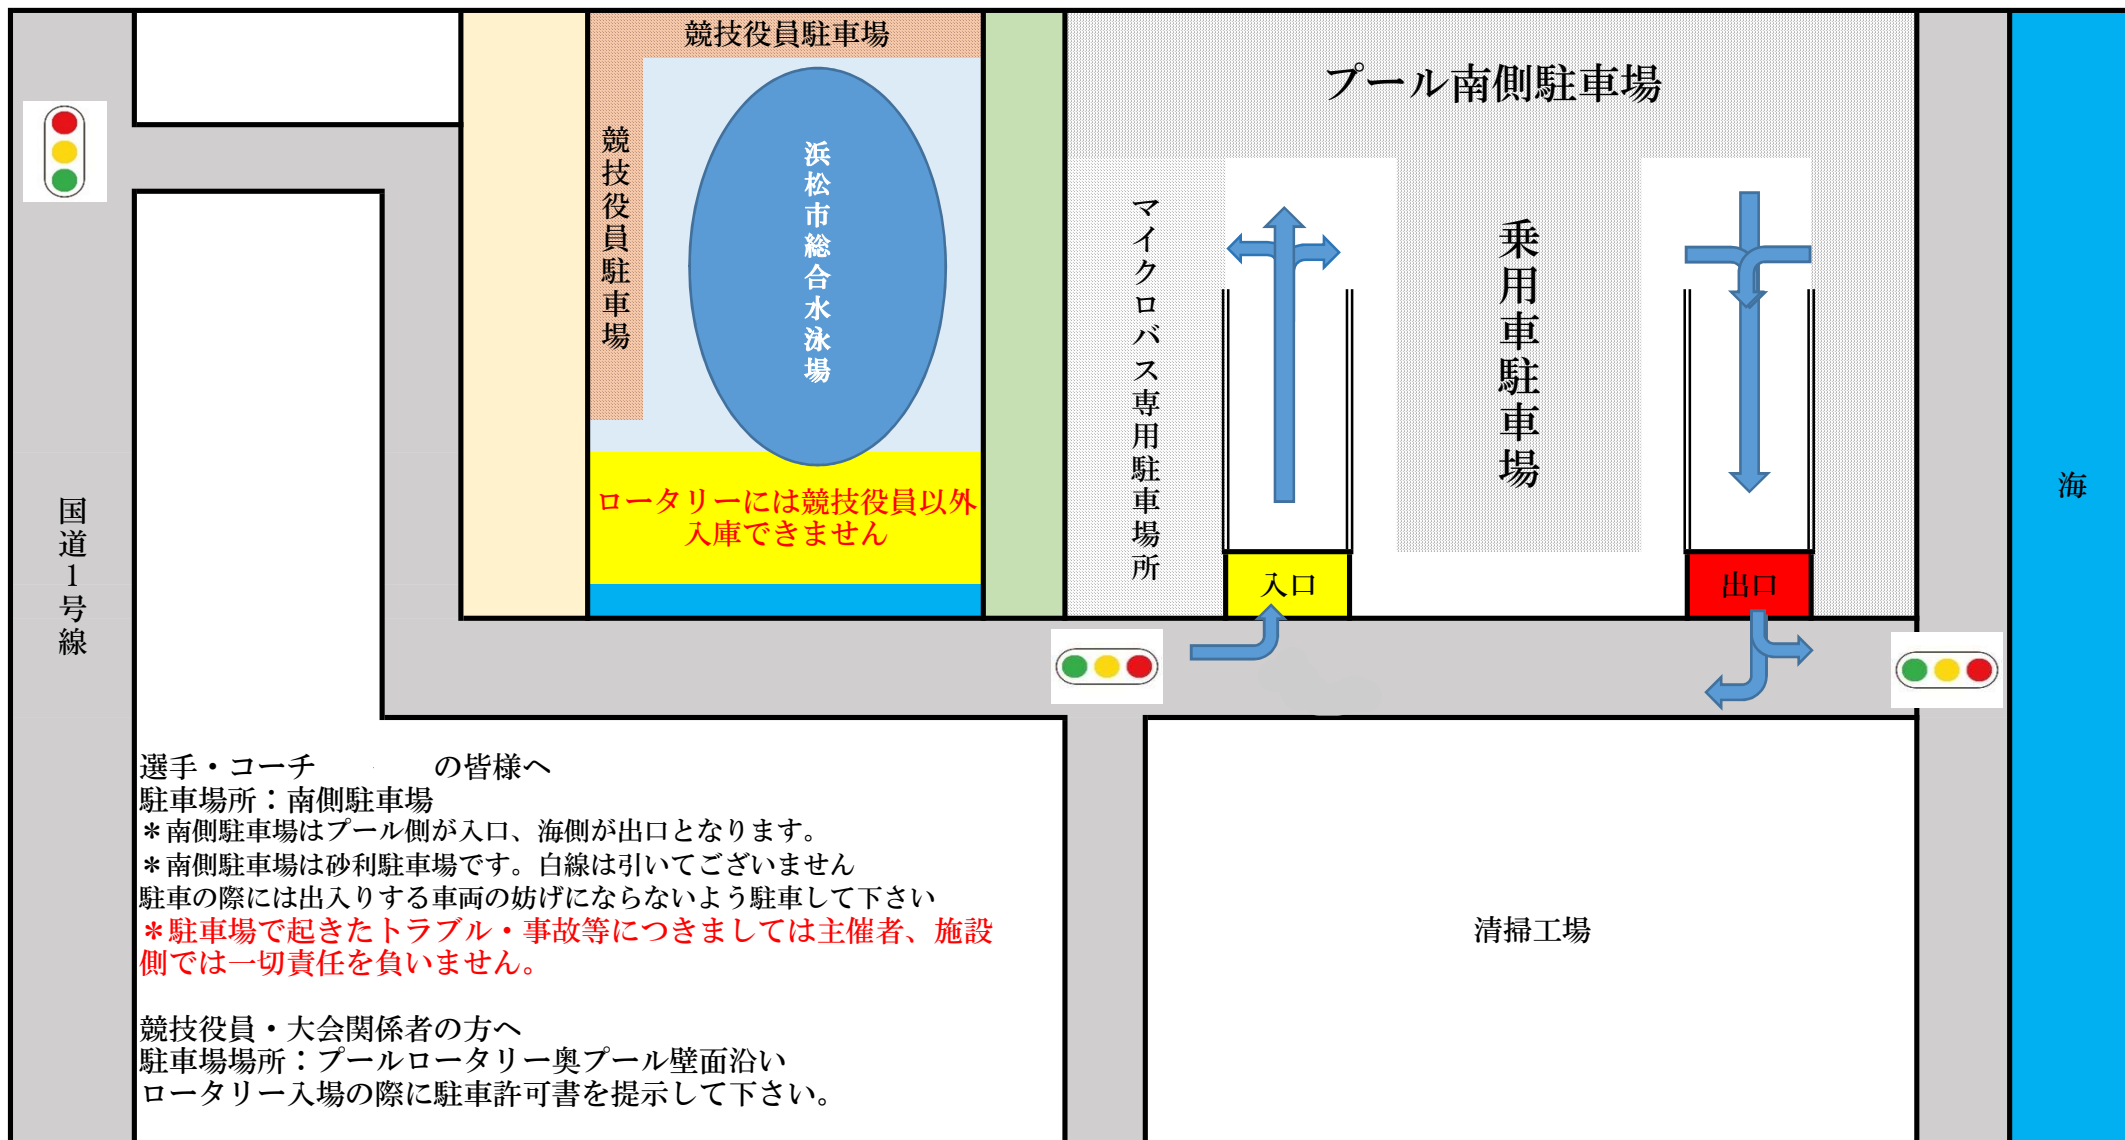 競技役員駐車場
プール南側駐車場
競技役員駐車場
浜松市総合水泳場
マイクロバス専用駐車場所
乗用車駐車場
ロータリーには競技役員以外
入庫できません
国道1号線
海
入口
出口
選手・コーチ の皆様へ
駐車場所：南側駐車場
＊南側駐車場はプール側が入口、海側が出口となります。
＊南側駐車場は砂利駐車場です。白線は引いてございません
駐車の際には出入りする車両の妨げにならないよう駐車して下さい
＊駐車場で起きたトラブル・事故等につきましては主催者、施設
側では一切責任を負いません。
競技役員・大会関係者の方へ
駐車場場所：プールロータリー奥プール壁面沿い
ロータリー入場の際に駐車許可書を提示して下さい。
清掃工場